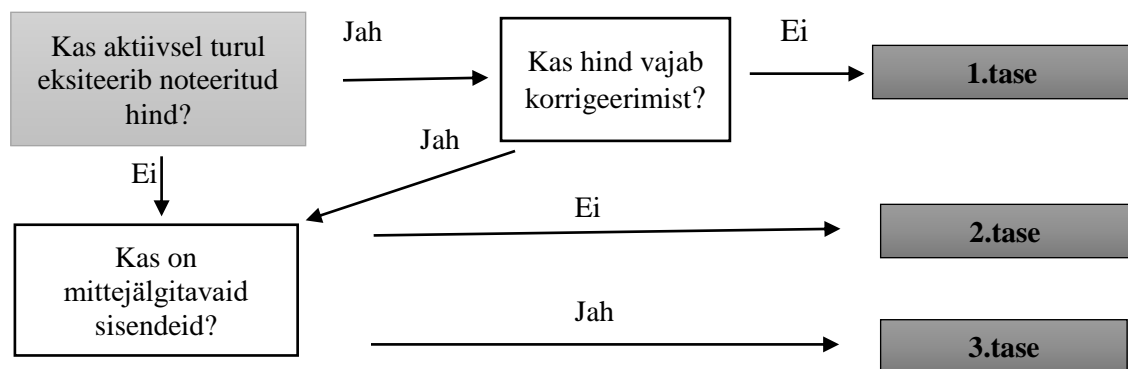 Kas aktiivsel turul
eksiteerib noteeritud
hind?
Jah
Kas hind vajab
korrigeerimist?
Ei
1.tase
Ei
Jah
Kas on
mittejälgitavaid
sisendeid?
Ei
2.tase
Jah
3.tase